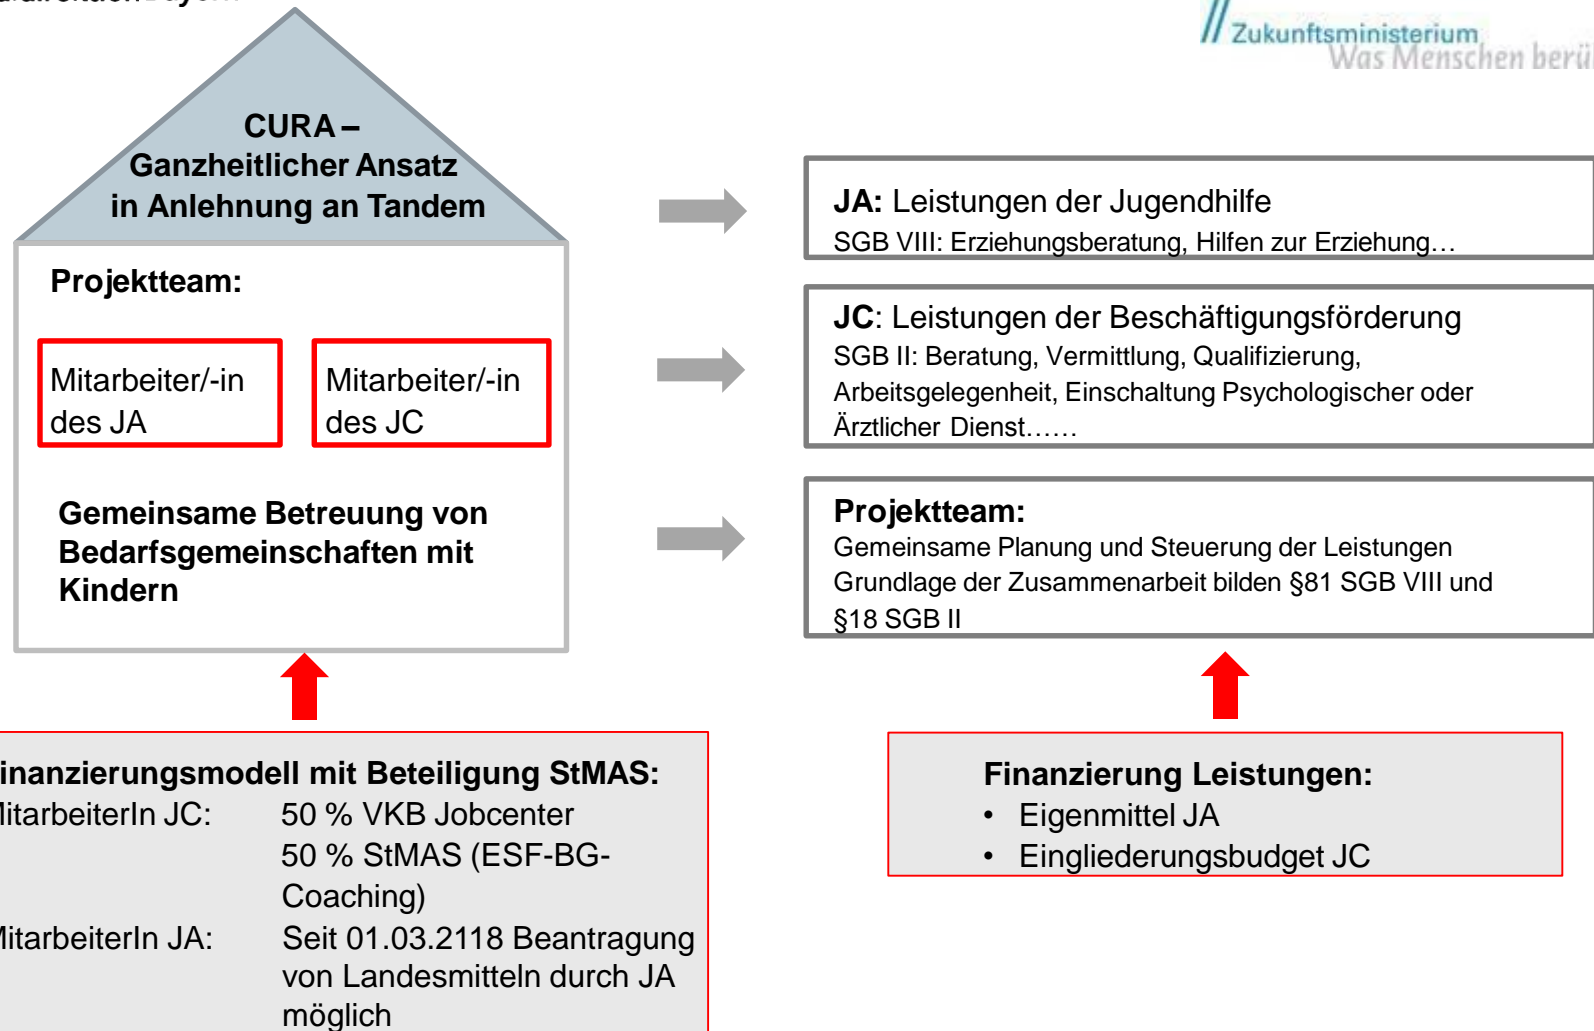 Zukunftsministerium
Was Menschen berü
CURA –
Ganzheitlicher Ansatz
in Anlehnung an Tandem
Projektteam:
Mitarbeiter/-in
des JA
Mitarbeiter/-in
des JC
Gemeinsame Betreuung von
Bedarfsgemeinschaften mit
Kindern
JA: Leistungen der Jugendhilfe
SGB VIII: Erziehungsberatung, Hilfen zur Erziehung…
JC: Leistungen der Beschäftigungsförderung
SGB II: Beratung, Vermittlung, Qualifizierung,
Arbeitsgelegenheit, Einschaltung Psychologischer oder
Ärztlicher Dienst……
Projektteam:
Gemeinsame Planung und Steuerung der Leistungen
Grundlage der Zusammenarbeit bilden §81 SGB VIII und
§18 SGB II
inanzierungsmodell mit Beteiligung StMAS:
MitarbeiterIn JC: 50 % VKB Jobcenter
50 % StMAS (ESF-BG-
Coaching)
MitarbeiterIn JA: Seit 01.03.2118 Beantragung
von Landesmitteln durch JA
möglich
Finanzierung Leistungen:
• Eigenmittel JA
• Eingliederungsbudget JC